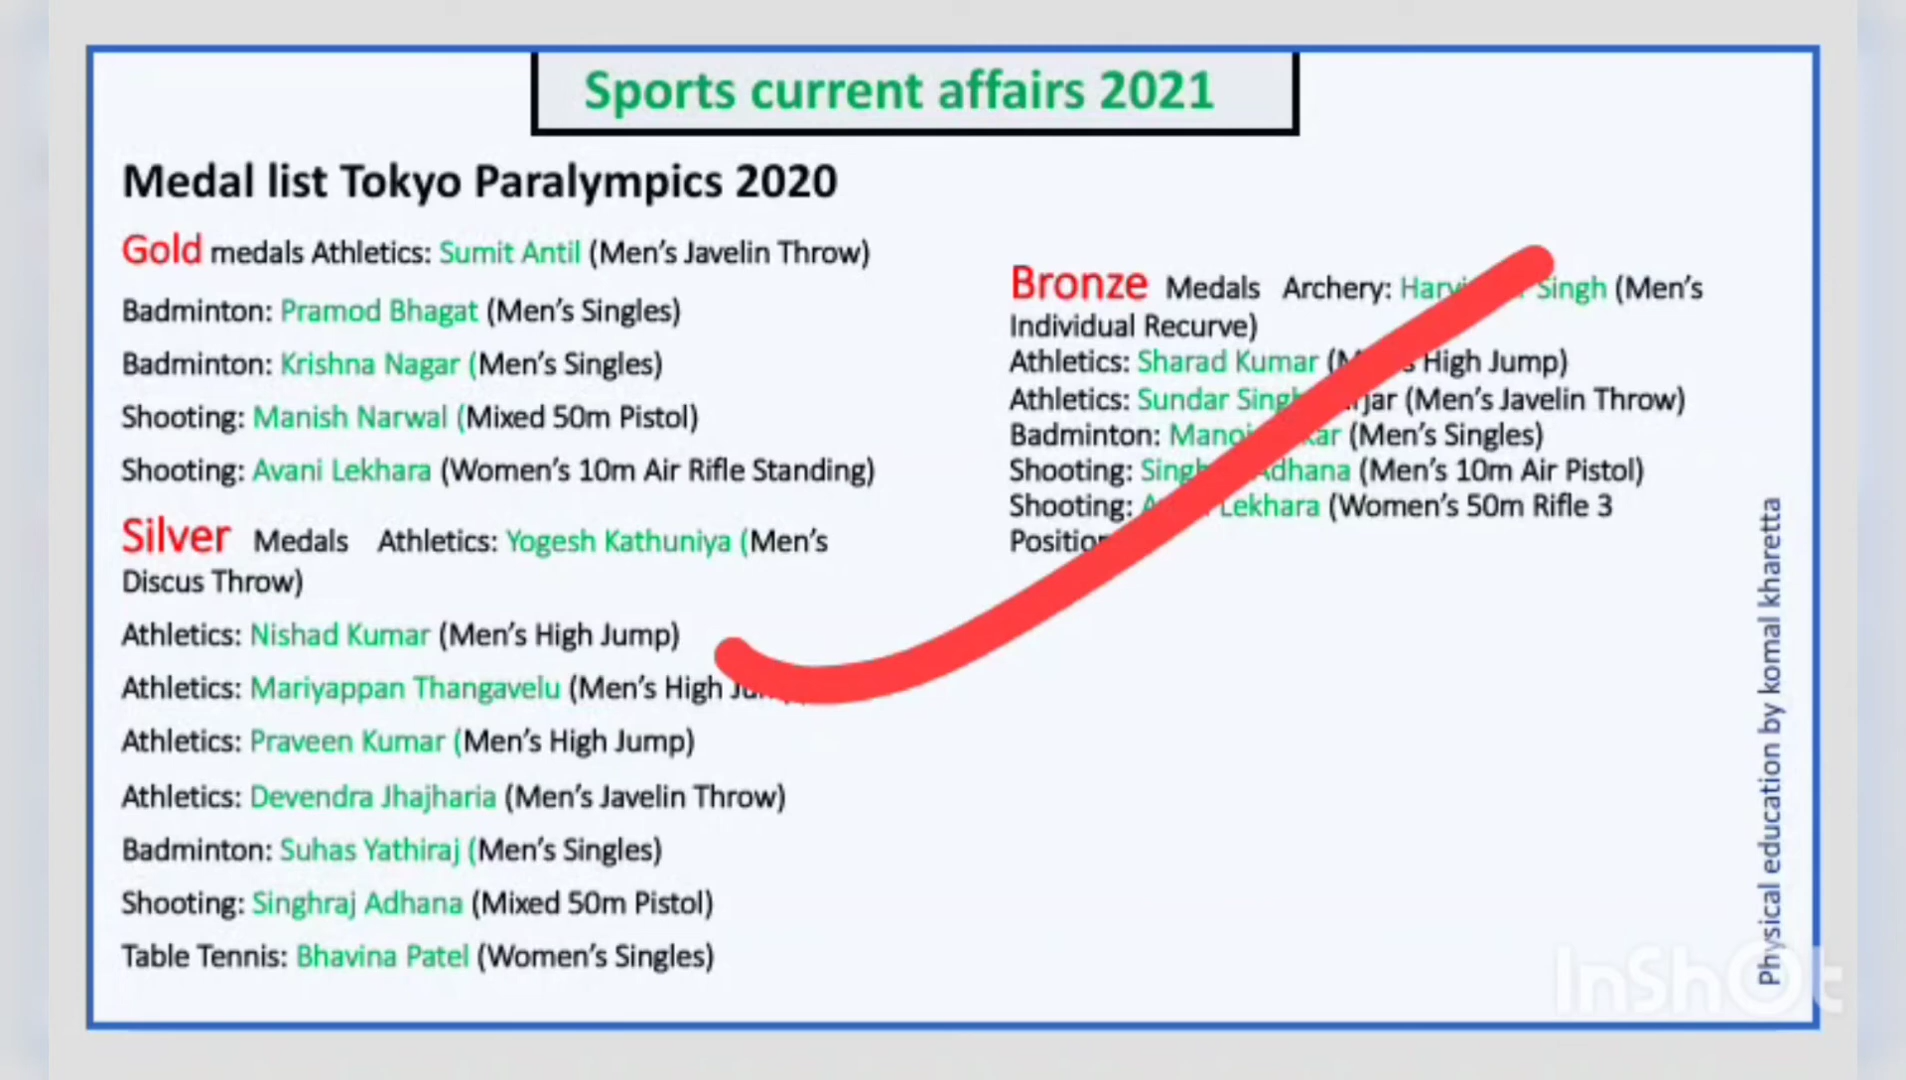 Sports current affairs 2021
Medal list Tokyo Paralympics 2020
Gold medals Athletics: Sumit Antil (Men's Javelin Throw)
Badminton: Pramod Bhagat (Men's Singles)
Badminton: Krishna Nagar (Men's Singles)
Shooting: Manish Narwal (Mixed 50m Pistol)
Shooting: Avani Lekhara (Women's 10m Air Rifle Standing)
Silver Medals Athletics: Yogesh Kathuniya (Men's
Discus Throw)
Athletics: Nishad Kumar (Men's High Jump)
Athletics: Mariyappan Thangavelu (Men's High
Athletics: Praveen Kumar (Men's High Jump)
Athletics: Devendra Jhajharia (Men's Javelin Throw)
Badminton: Suhas Yathiraj (Men's Singles)
Shooting: Singhraj Adhana (Mixed 50m Pistol)
Table Tennis: Bhavina Patel (Women's Singles)
Bronze Medals Archery: Singh (Men's
Individual Recurve)
Athletics: Sharad Kumar High Jump)
Athletics: Sundar Singh (Men's Javelin Throw)
Badminton: (Men's Singles)
Shooting: Adhana (Men's 10m Air Pistol)
Shooting: Lekhara (Women's 50m Rifle 3
Physical education by komal kharetta
InShOt